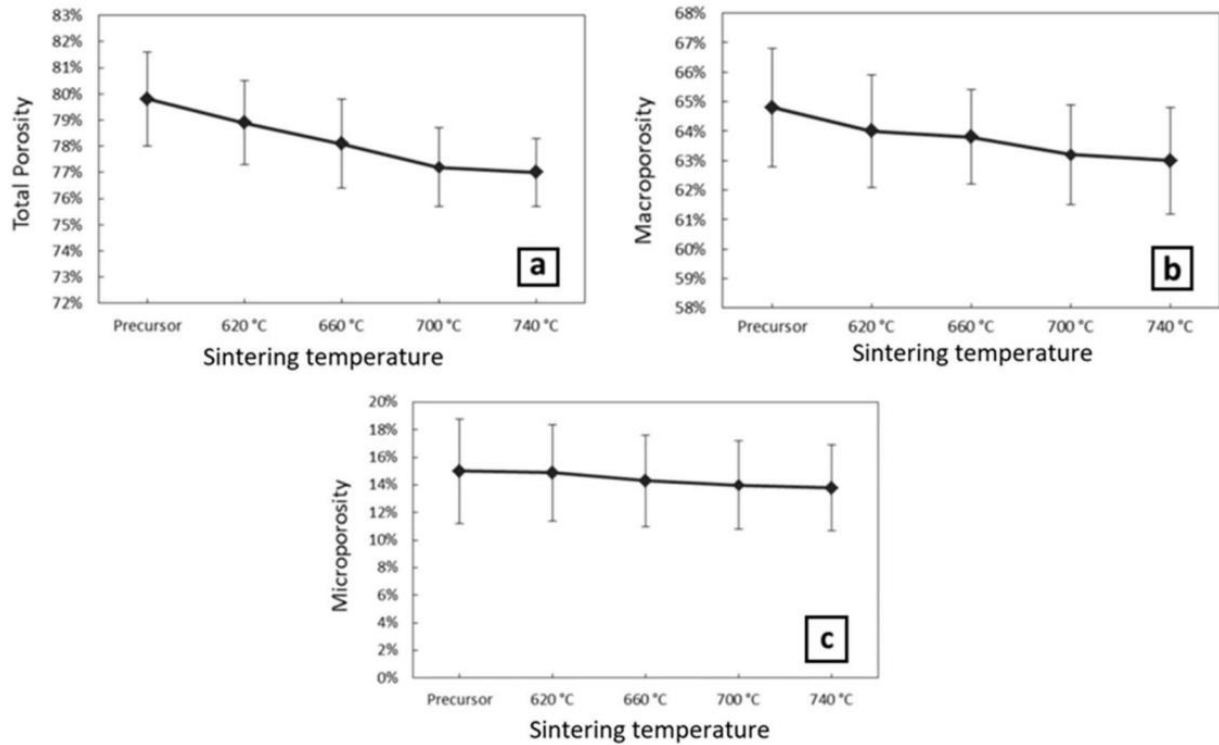 Total Porosity
83%
82%
81%
80%
79%
78%
77%
76%
75%
74%
73%
72%
Precursor 620 °C 660 °C 700 °C 740 °C
Sintering temperature
a
Macroporosity
68%
67%
66%
65%
64%
63%
62%
61%
60%
59%
58%
Precursor 620 °C 660 °C 700 °C 740 °C
Sintering temperature
b
Microporosity
20%
18%
16%
14%
12%
10%
8%
6%
4%
2%
0%
Precursor 620 °C 660 °C 700 °C 740 °C
Sintering temperature
c